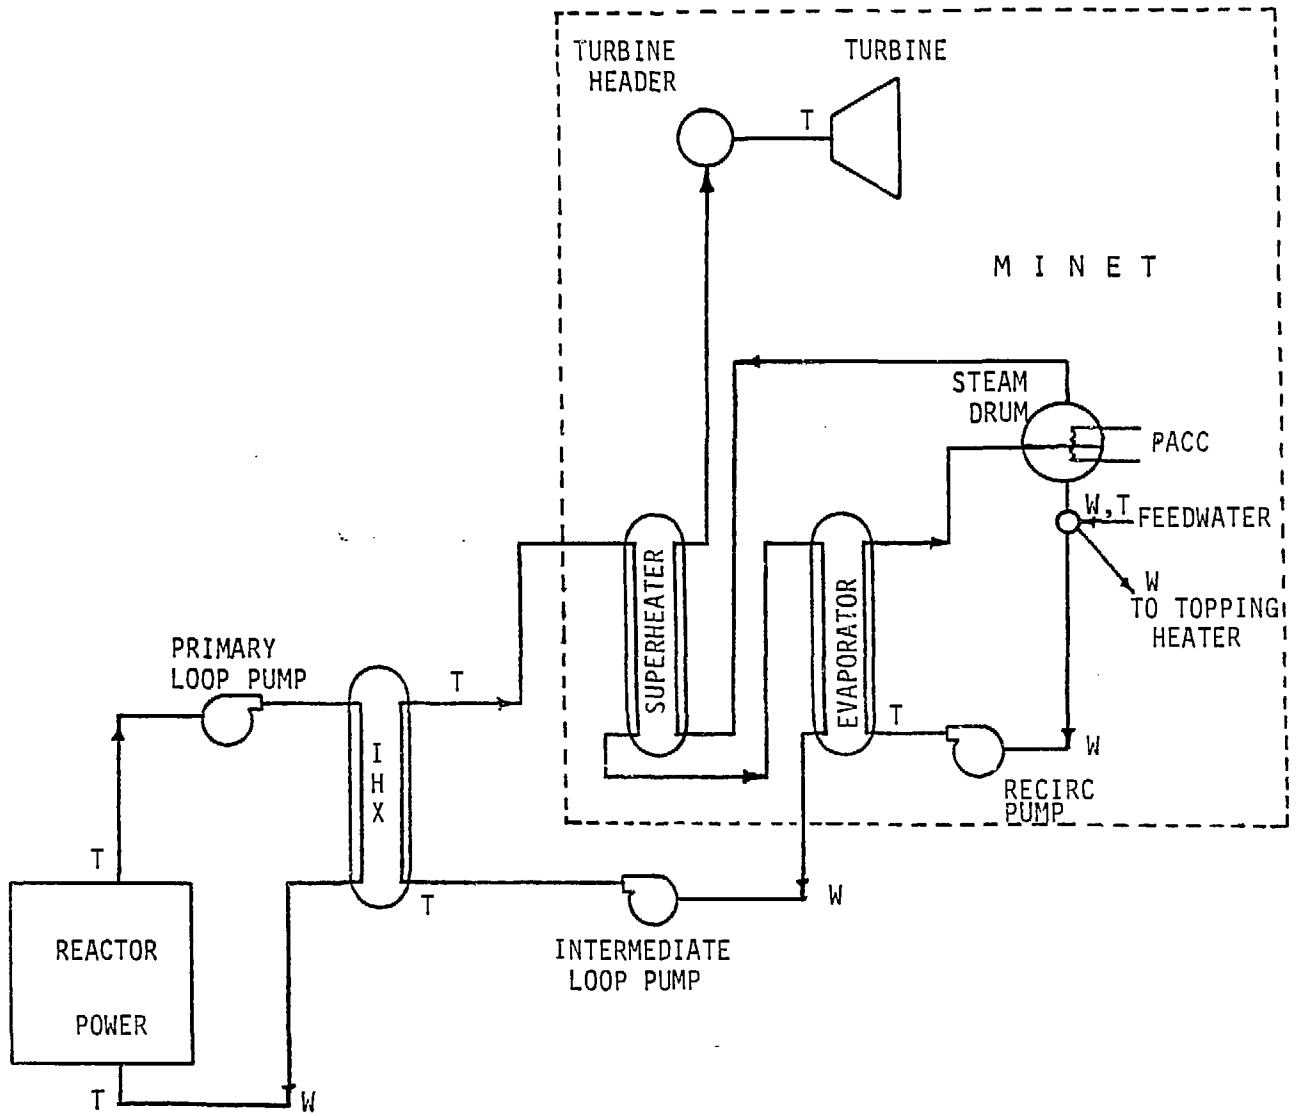 TURBINE
HEADER
TURBINE
T
M I N E T
STEAM
DRUM
PACC
W,T
FEEDWATER
W
TO TOPPING
HEATER
SUPERHEATER
EVAPORATOR
PRIMARY
LOOP PUMP
T
T
W
IHX
RECIRC
PUMP
T
T
W
REACTOR
POWER
INTERMEDIATE
LOOP PUMP
T
W